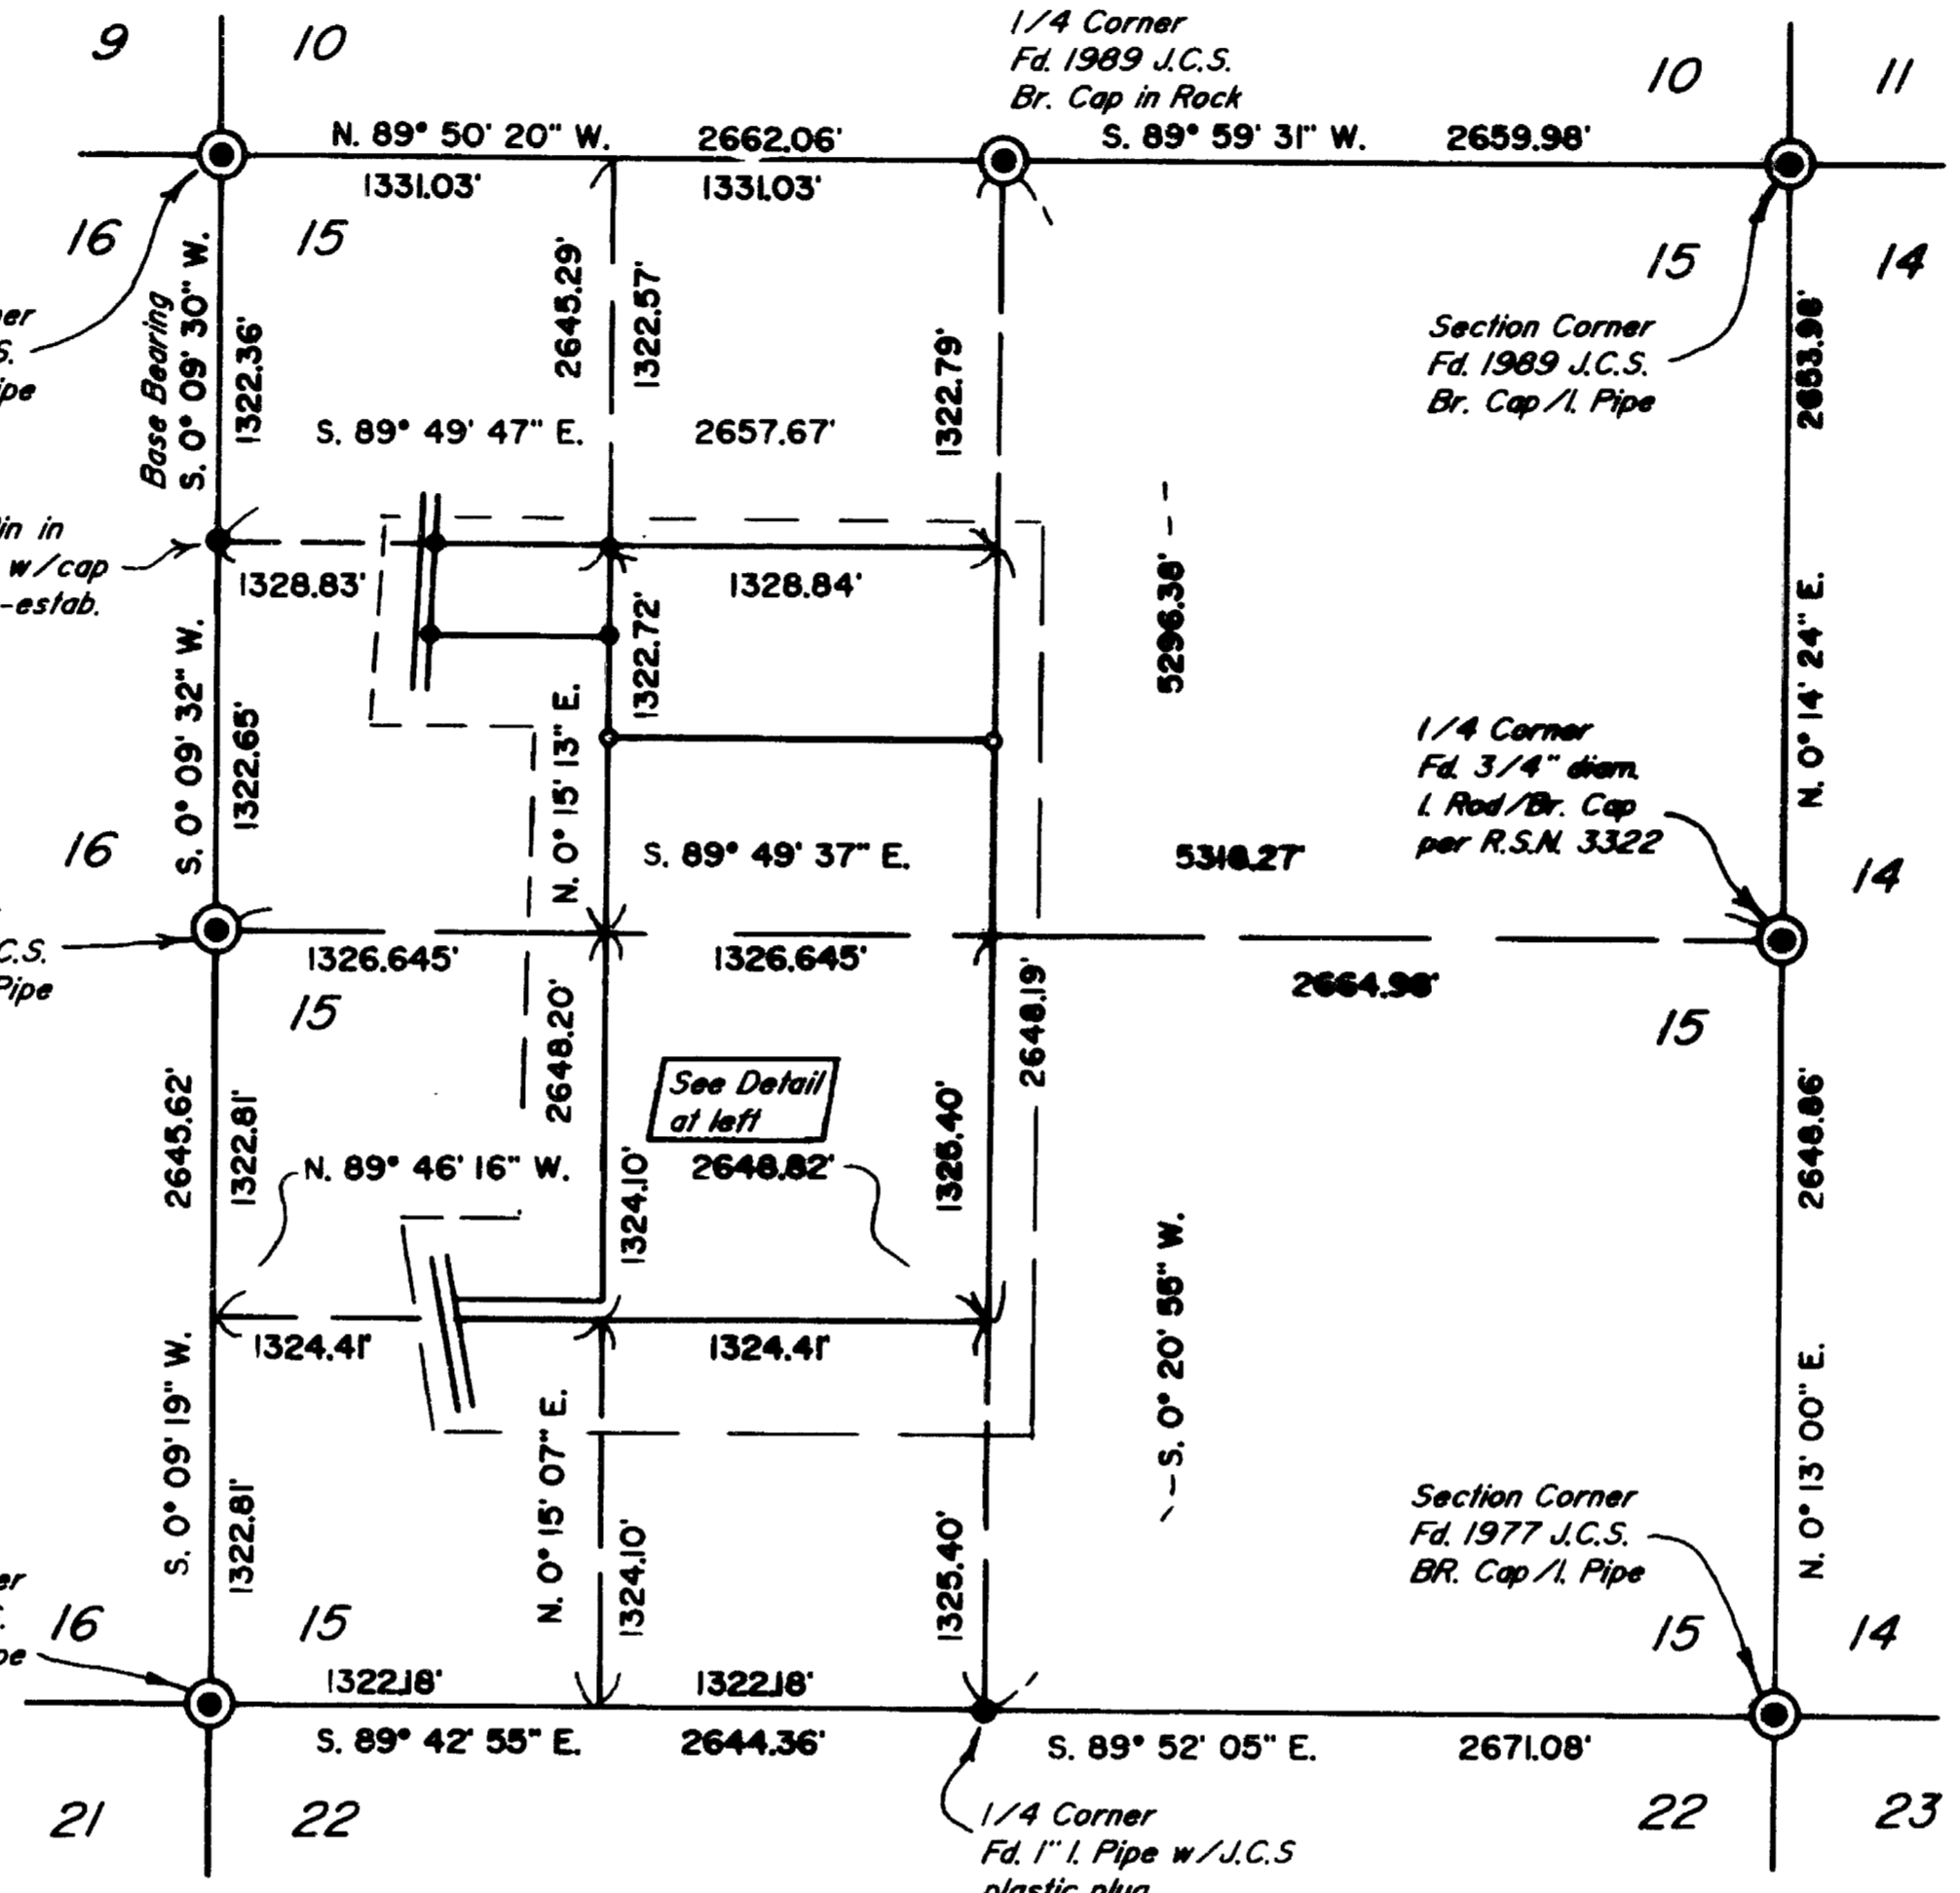 1/4 Corner
Fd. 1989 J.C.S.
Br. Cap in Rock
9
10
10
11
N. 89° 50' 20" W.
2662.06'
S. 89° 59' 31" W.
2659.98'
1331.03'
1331.03'
16
15
15
14
Base Bearing
S. 0° 09' 30" W.
1322.36'
2645.29'
1322.57'
1322.79'
Section Corner
Fd. 1989 J.C.S.
Br. Cap/I. Pipe
S. 89° 49' 47" E.
2657.67'
in in
w/cap
-estab.
1328.83'
1328.84'
1322.72'
5296.38'
N. 0° 14' 24" E.
S. 0° 09' 32" W.
1322.65'
N. 0° 15' 13" E.
1/4 Corner
Fd. 3/4" diam.
I. Rod/Br. Cap
per R.S.N. 3322
16
S. 89° 49' 37" E.
14
C.S.
Pipe
1326.645'
1326.645'
2664.98'
15
15
2645.62'
1322.81'
2648.20'
2648.19'
2648.86'
See Detail
at left
1325.40'
N. 89° 46' 16" W.
2648.82'
1324.10'
1324.41'
1324.41'
S. 0° 20' 55" W.
S. 0° 09' 19" W.
1322.81'
N. 0° 15' 07" E.
1324.10'
1325.40'
N. 0° 13' 00" E.
Section Corner
Fd. 1977 J.C.S.
BR. Cap/I. Pipe
16
15
15
14
1322.18'
1322.18'
S. 89° 42' 55" E.
2644.36'
S. 89° 52' 05" E.
2671.08'
21
22
22
23
1/4 Corner
Fd. 1" I. Pipe w/J.C.S
plastic plug